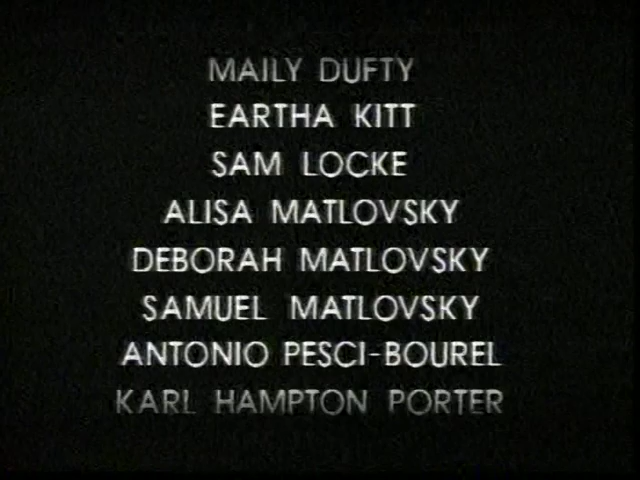 MAILY DUFTY
EARTHA KITT
SAM LOCKE
ALISA MATLOVSKY
DEBORAH MATLOVSKY
SAMUEL MATLOVSKY
ANTONIO PESCI-BOUREL
KARL HAMPTON PORTER